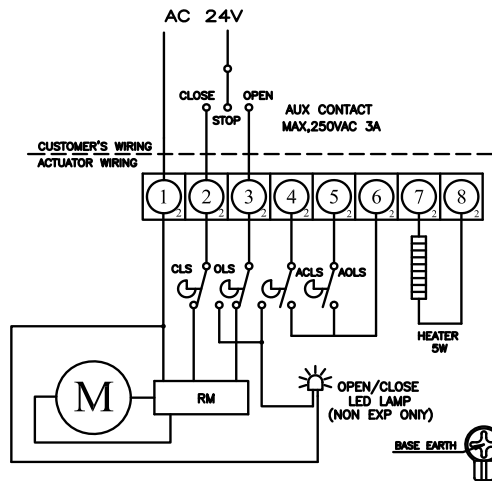 AC 24V
CLOSE
OPEN
STOP
AUX CONTACT
MAX,250VAC 3A
CUSTOMER'S WIRING
ACTUATOR WIRING
1 2
2 2
3 2
4 2
5 2
6 2
7 2
8 2
CLS
OLS
ACLS
AOLS
HEATER
5W
M
RM
OPEN/CLOSE
LED LAMP
(NON EXP ONLY)
BASE EARTH